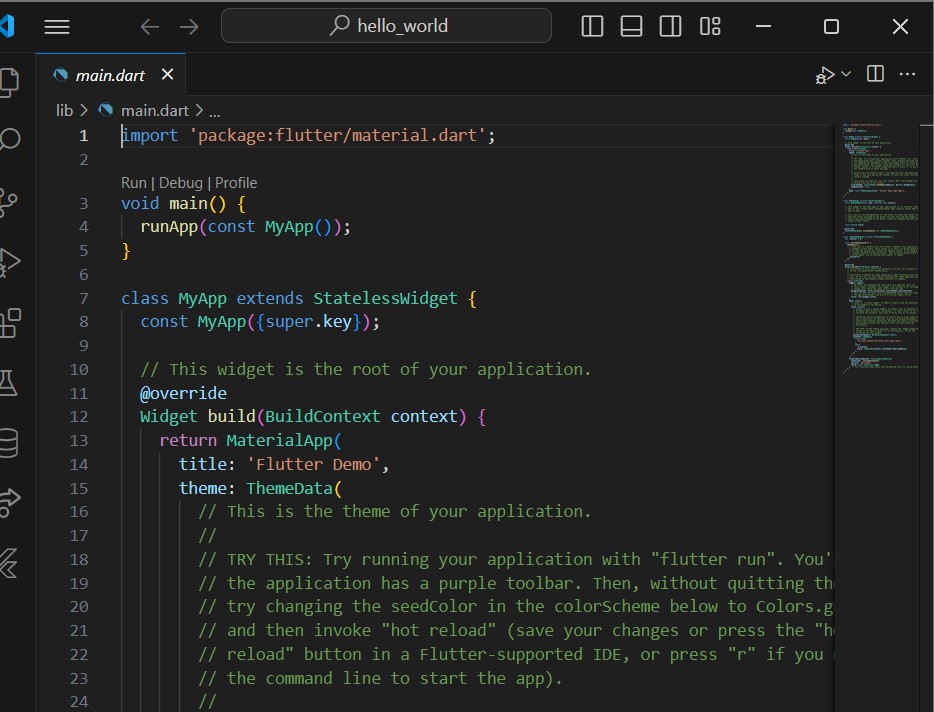 hello_world
main.dart
lib > main.dart > ...
1 import 'package:flutter/material.dart';
2
Run | Debug | Profile
3 void main() {
4 runApp(const MyApp());
5 }
6
7 class MyApp extends StatelessWidget {
8 const MyApp({super.key});
9
10 // This widget is the root of your application.
11 @override
12 Widget build(BuildContext context) {
13 return MaterialApp(
14 title: 'Flutter Demo',
15 theme: ThemeData(
16 // This is the theme of your application.
17 //
18 // TRY THIS: Try running your application with "flutter run". You'
19 // the application has a purple toolbar. Then, without quitting the
20 // try changing the seedColor in the colorScheme below to Colors.g
21 // and then invoke "hot reload" (save your changes or press the "h
22 // reload" button in a Flutter-supported IDE, or press "r" if you
23 // the command line to start the app).
24 //